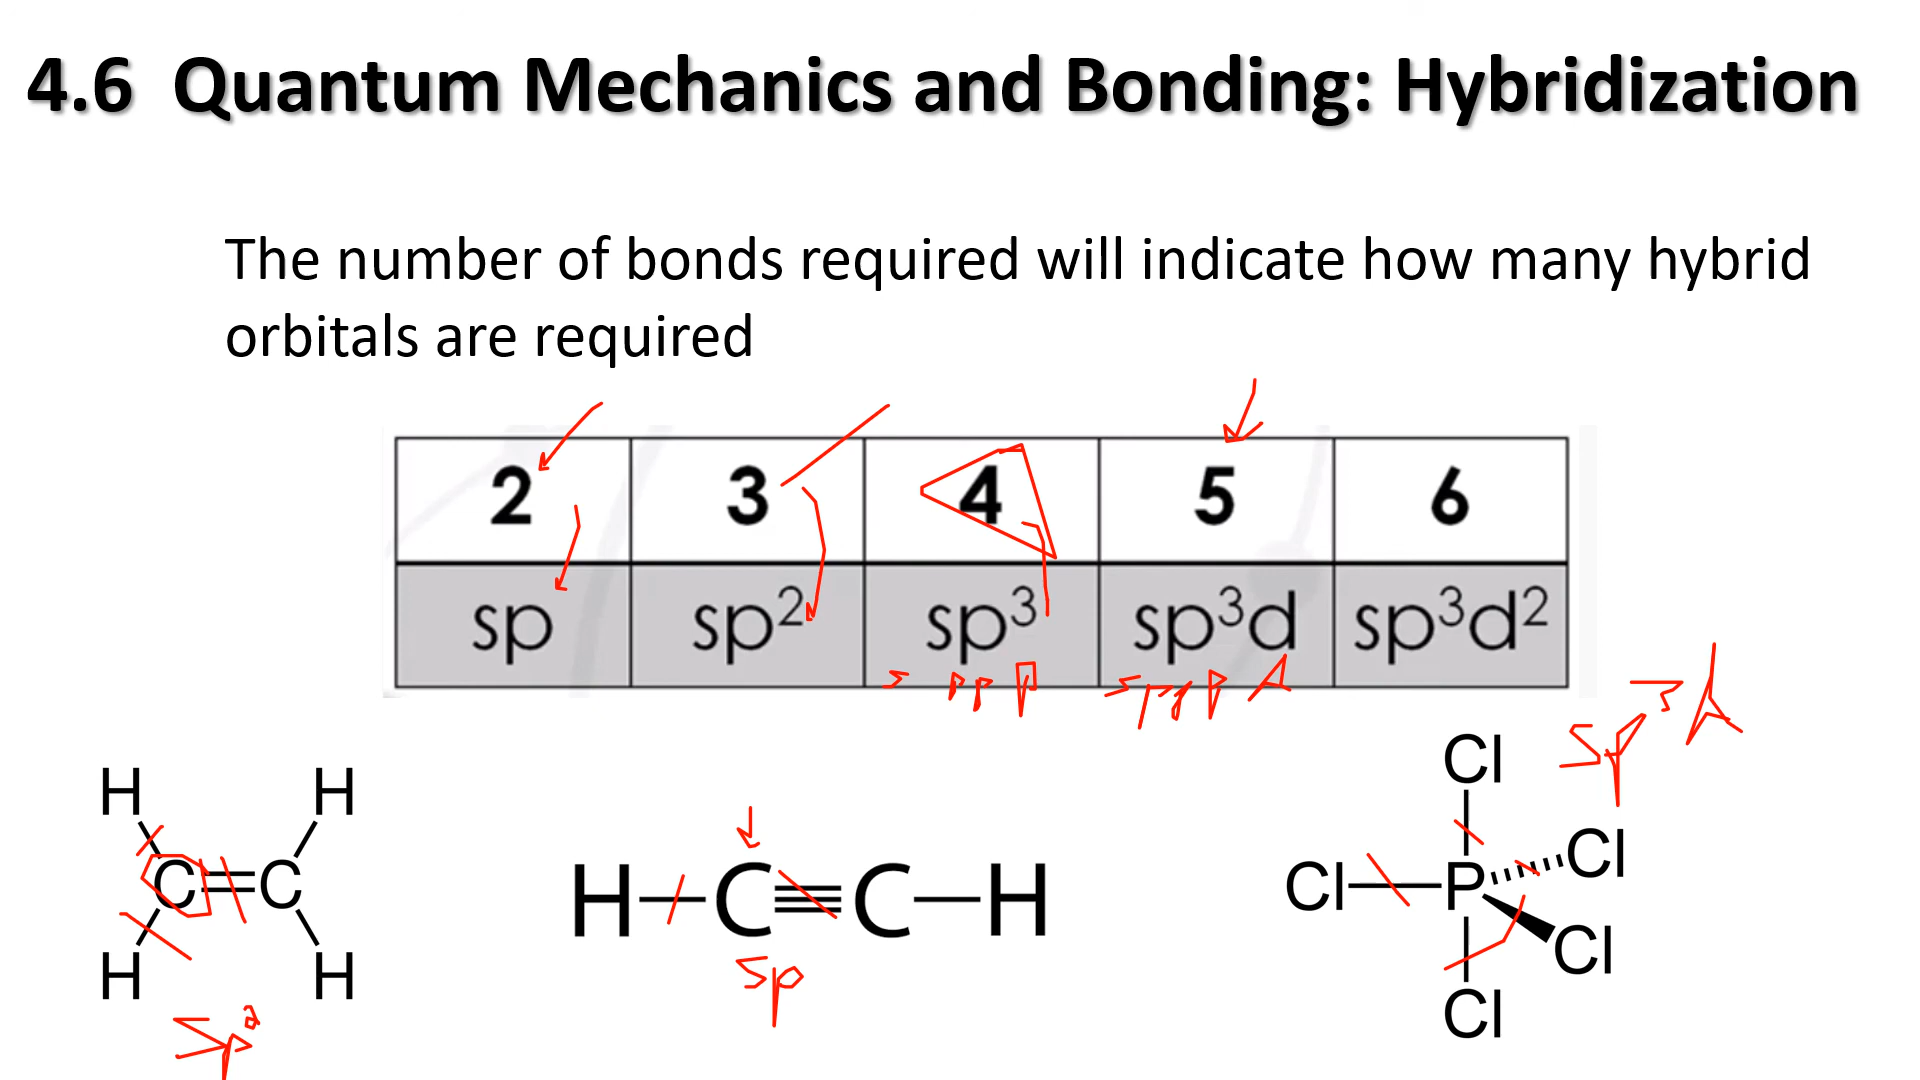 4.6 Quantum Mechanics and Bonding: Hybridization
The number of bonds required will indicate how many hybrid
orbitals are required
2 3 4 5 6
sp sp² sp³ sp³d sp³d²
s p p p s p p p d
sp³d
H H
C=C
H H
sp²
H-C≡C-H
sp
Cl
Cl
Cl-P
Cl
Cl